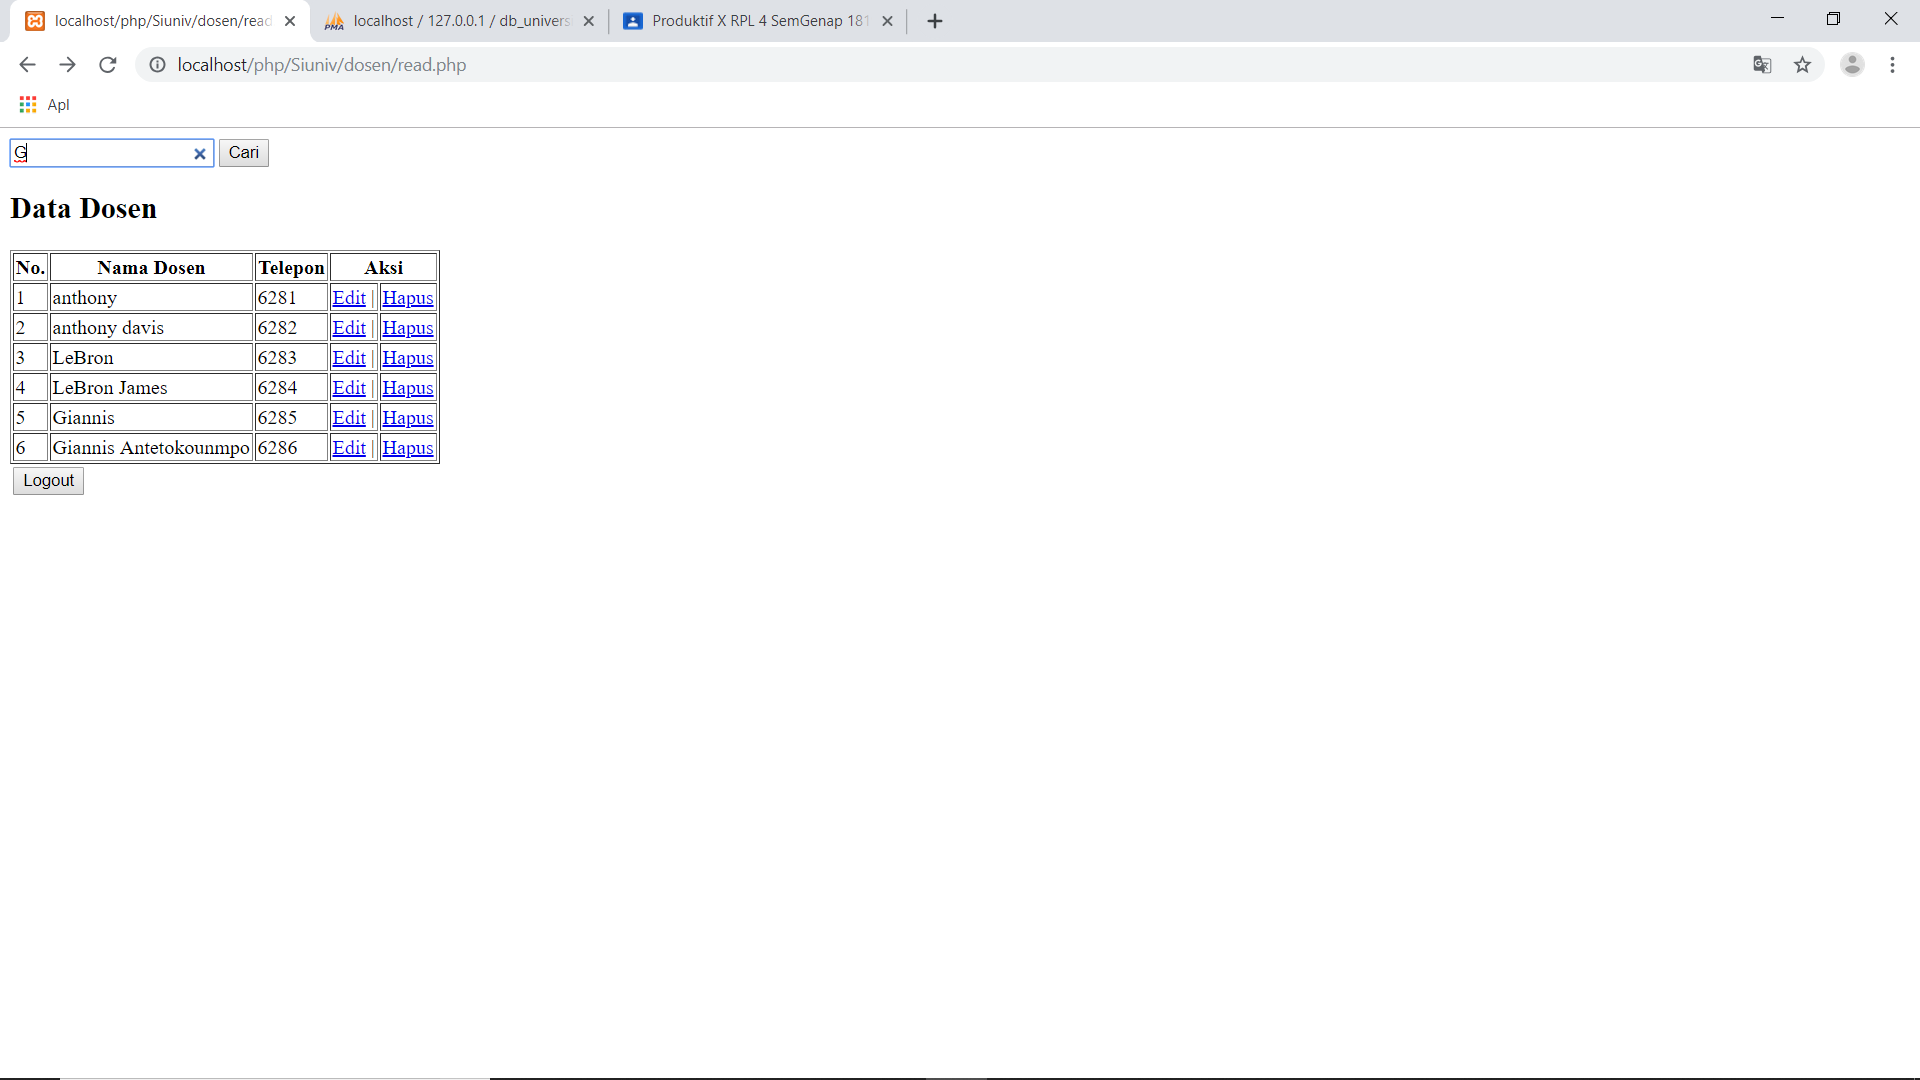 localhost/php/Siuniv/dosen/read
localhost / 127.0.0.1 / db_univers
Produktif X RPL 4 SemGenap 181
localhost/php/Siuniv/dosen/read.php
Apl
G
Cari
Data Dosen
No. Nama Dosen Telepon Aksi
1 anthony 6281 Edit | Hapus
2 anthony davis 6282 Edit | Hapus
3 LeBron 6283 Edit | Hapus
4 LeBron James 6284 Edit | Hapus
5 Giannis 6285 Edit | Hapus
6 Giannis Antetokounmpo 6286 Edit | Hapus
Logout